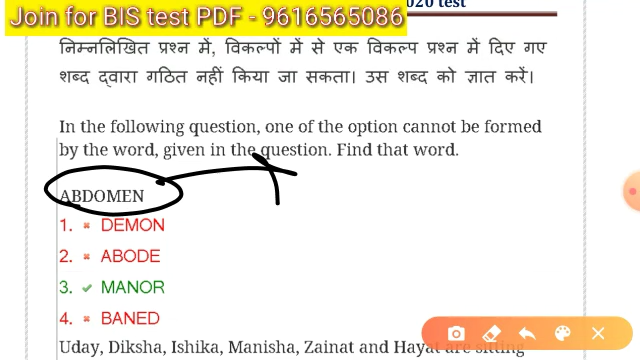 Join for BIS test PDF - 9616565086
020 test
निम्नलिखित प्रश्न में, विकल्पों में से एक विकल्प प्रश्न में दिए गए
शब्द द्वारा गठित नहीं किया जा सकता। उस शब्द को ज्ञात करें।
In the following question, one of the option cannot be formed
by the word, given in the question. Find that word.
ABDOMEN
1. DEMON
2. ABODE
3. MANOR
4. BANED
Uday, Diksha, Ishika, Manisha, Zainat and Hayat are sitting